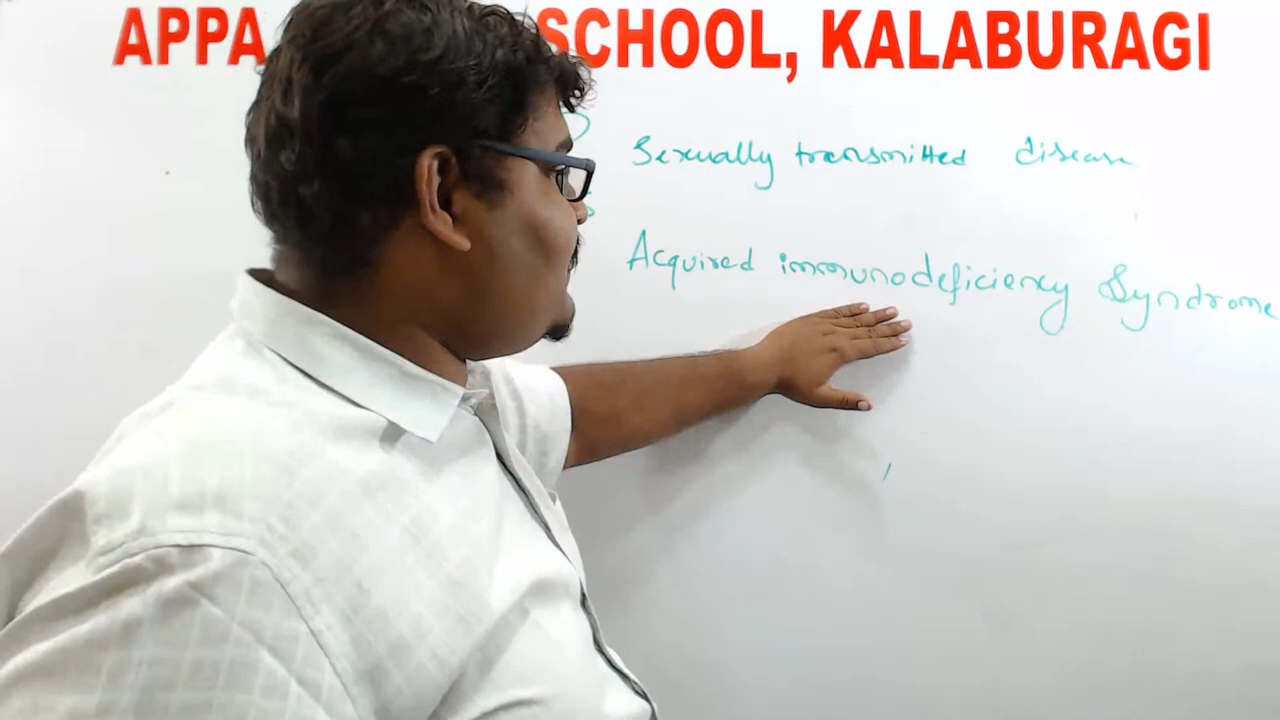 APPA SCHOOL, KALABURAGI
Sexually transmitted disease
Acquired immunodeficiency Syndrome